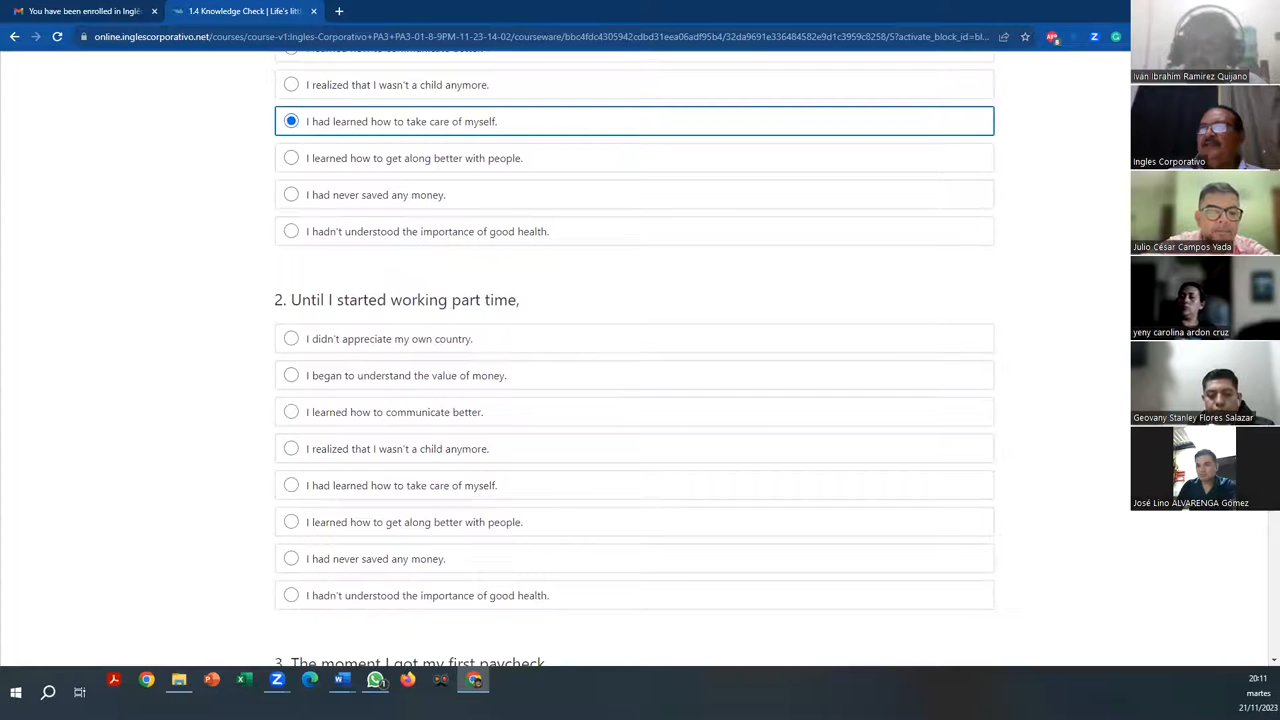 You have been enrolled in Inglé
1.4 Knowledge Check | Life's littl
online.inglescorporativo.net/courses/course-v1:Ingles-Corporativo+PA3+PA3-01-8-9PM-11-23-14-02/courseware/bbc4fdc4305942cdbd31eea06adf95b4/32da9691e336484582e9d1c3959c8258/5?activate_block_id=bl...
I realized that I wasn't a child anymore.
I had learned how to take care of myself.
I learned how to get along better with people.
I had never saved any money.
I hadn't understood the importance of good health.
2. Until I started working part time,
I didn't appreciate my own country.
I began to understand the value of money.
I learned how to communicate better.
I realized that I wasn't a child anymore.
I had learned how to take care of myself.
I learned how to get along better with people.
I had never saved any money.
I hadn't understood the importance of good health.
3. The moment I got my first paycheck
Iván Ibrahim Ramirez Quijano
Ingles Corporativo
Julio César Campos Yada
yeny carolina ardon cruz
Geovany Stanley Flores Salazar
José Lino ALVARENGA Gómez
20:11
martes
21/11/2023